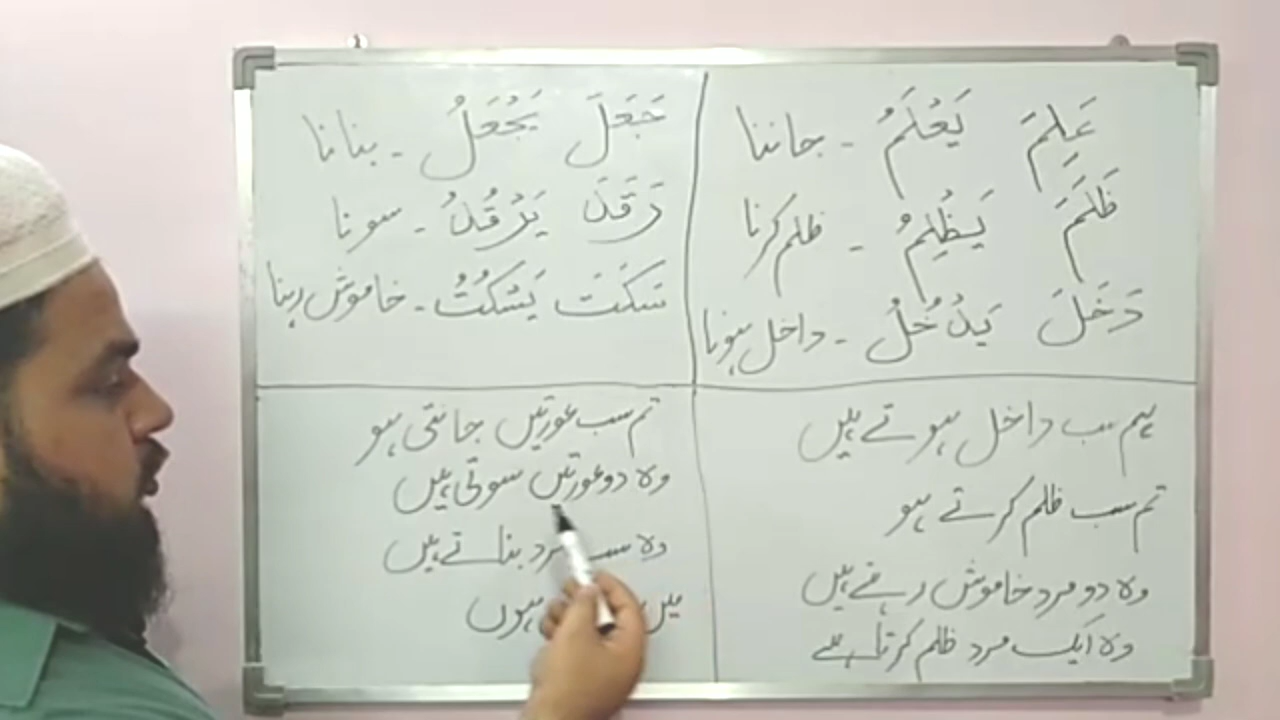 عَلِمَ يَعْلَمُ - جاننا
ظَلَمَ يَظْلِمُ - ظلم کرنا
دَخَلَ يَدْخُلُ - داخل ہونا
جَعَلَ يَجْعَلُ - بنانا
رَقَدَ يَرْقُدُ - سونا
سَكَتَ يَسْكُتُ - خاموش رہنا
ہم سب داخل ہوتے ہیں
تم سب ظلم کرتے ہو
وہ دو مرد خاموش رہتے ہیں
وہ ایک مرد ظلم کرتا ہے
تم سب عورتیں جانتی ہو
وہ دو عورتیں سوتی ہیں
وہ سب مرد بناتے ہیں
میں ہوں